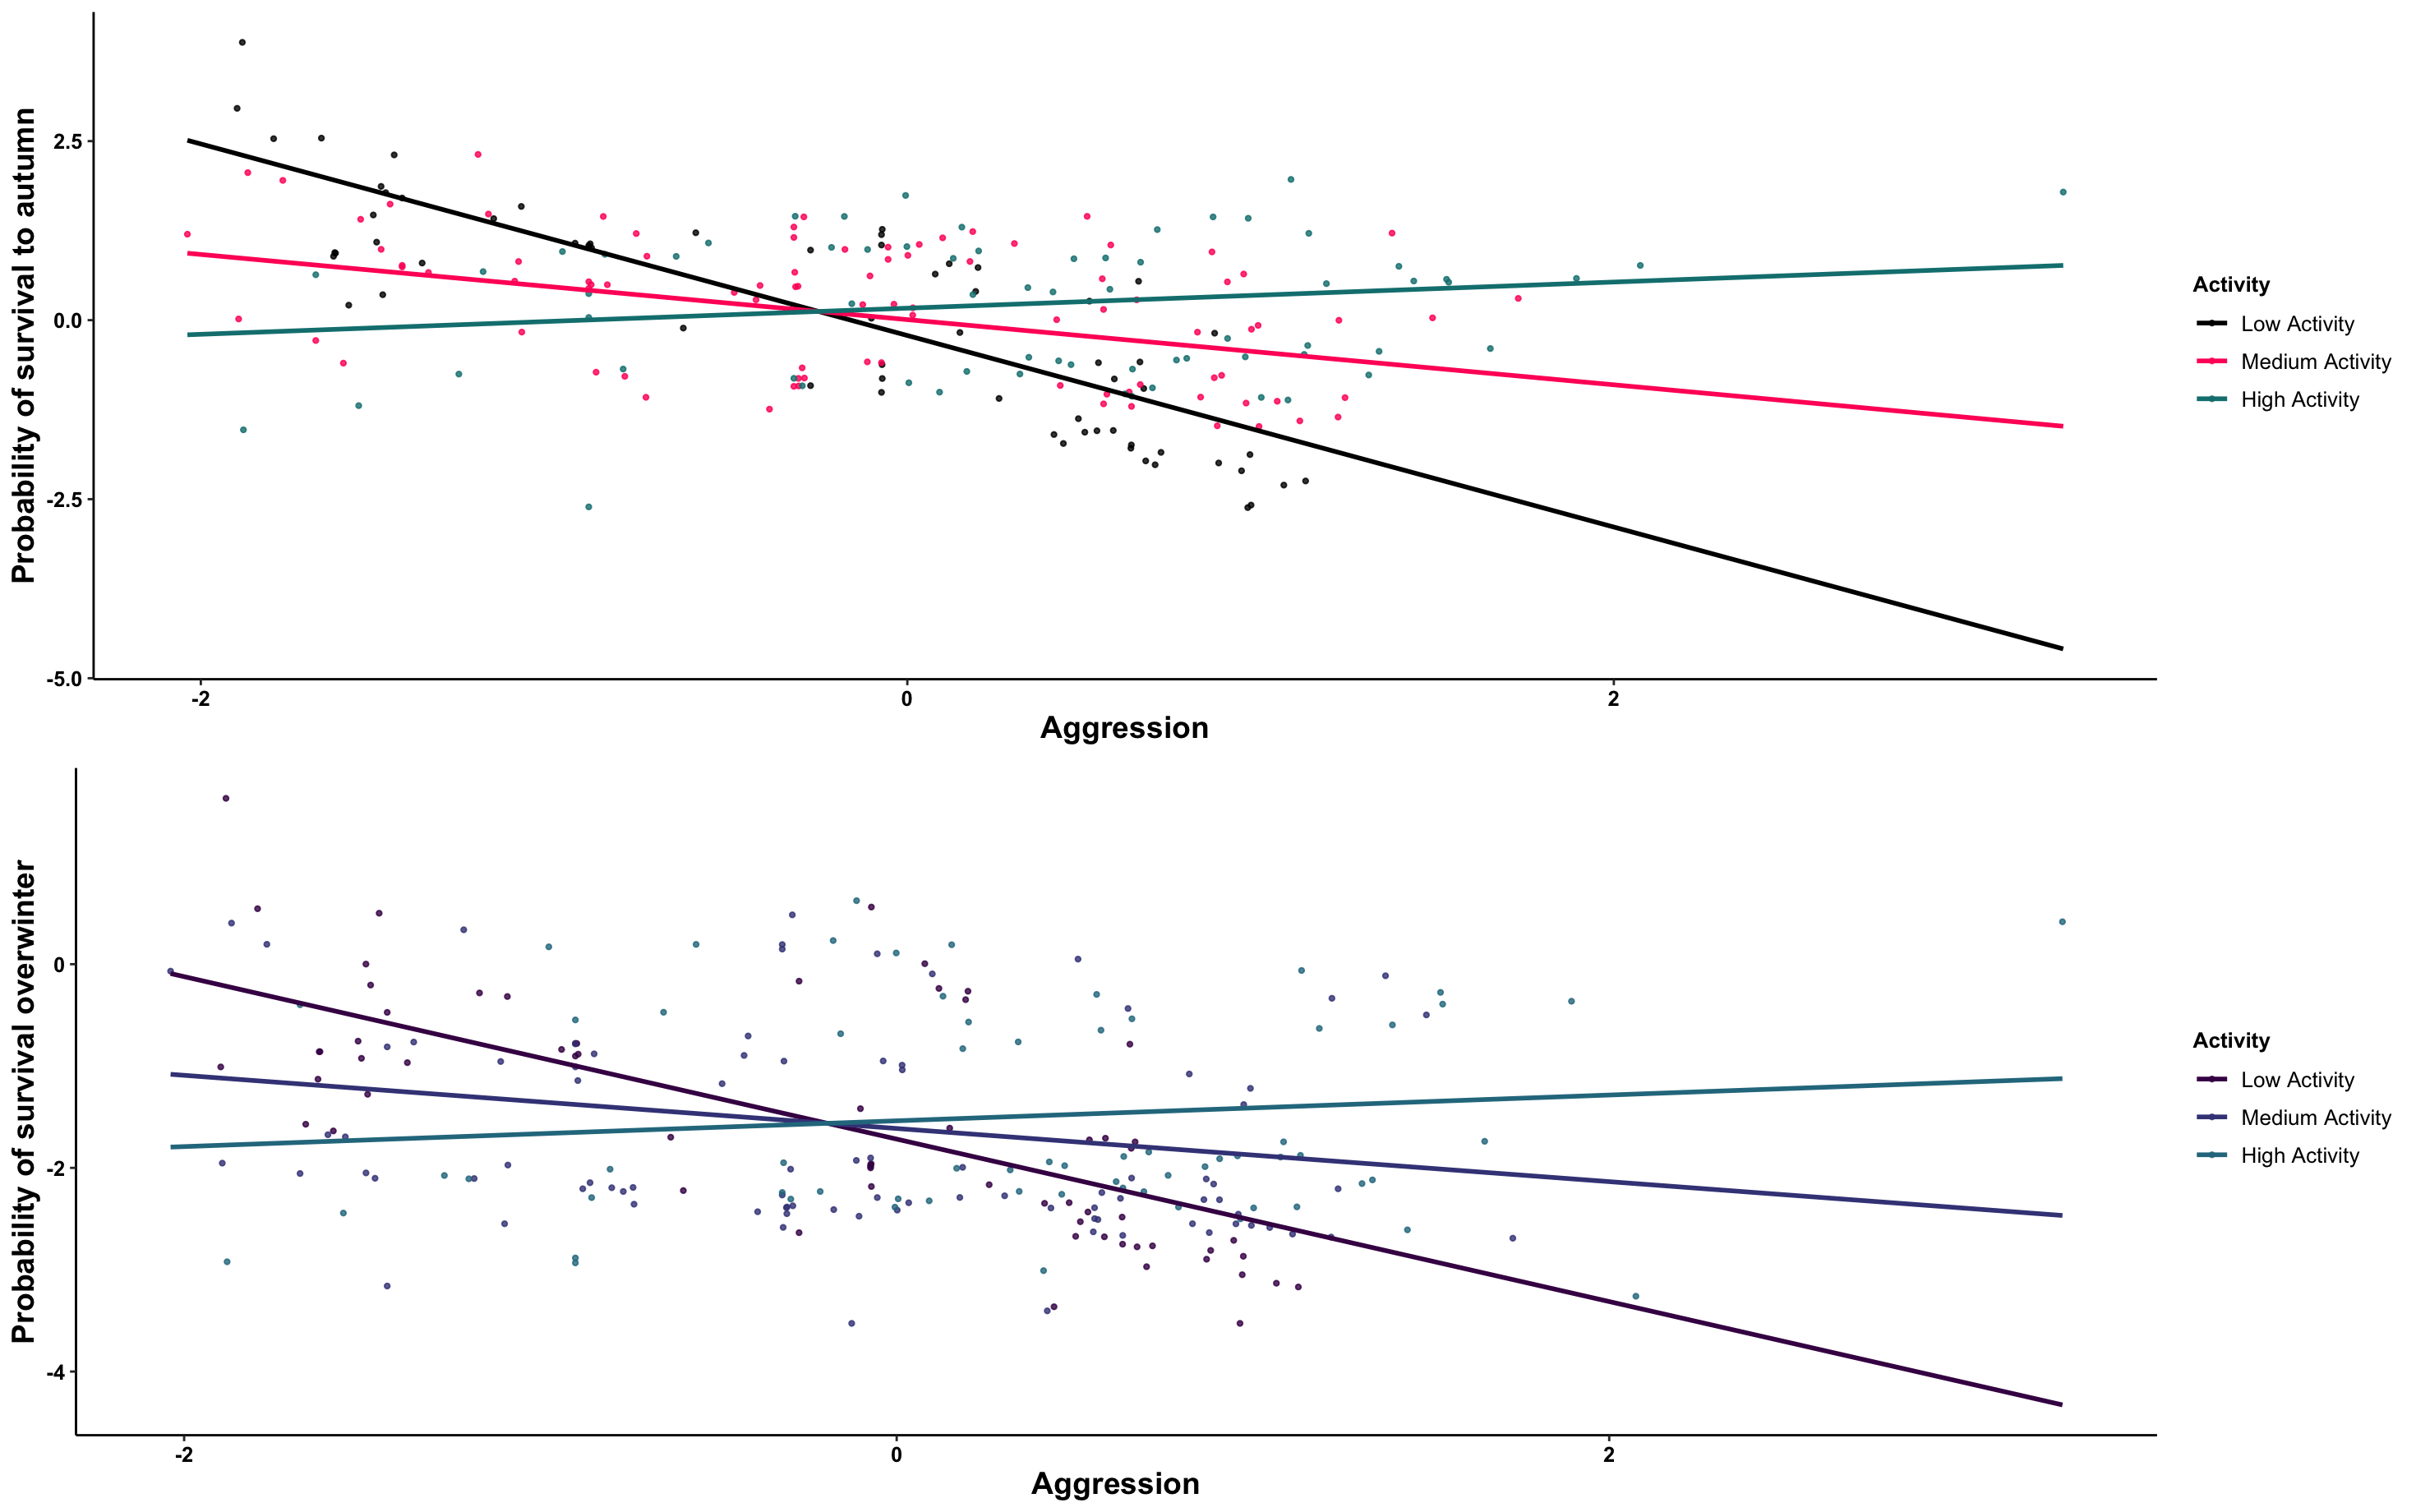 Probability of survival to autumn
2.5
0.0
-2.5
-5.0
-2
0
2
Aggression
Activity
Low Activity
Medium Activity
High Activity
Probability of survival overwinter
0
-2
-4
-2
0
2
Aggression
Activity
Low Activity
Medium Activity
High Activity